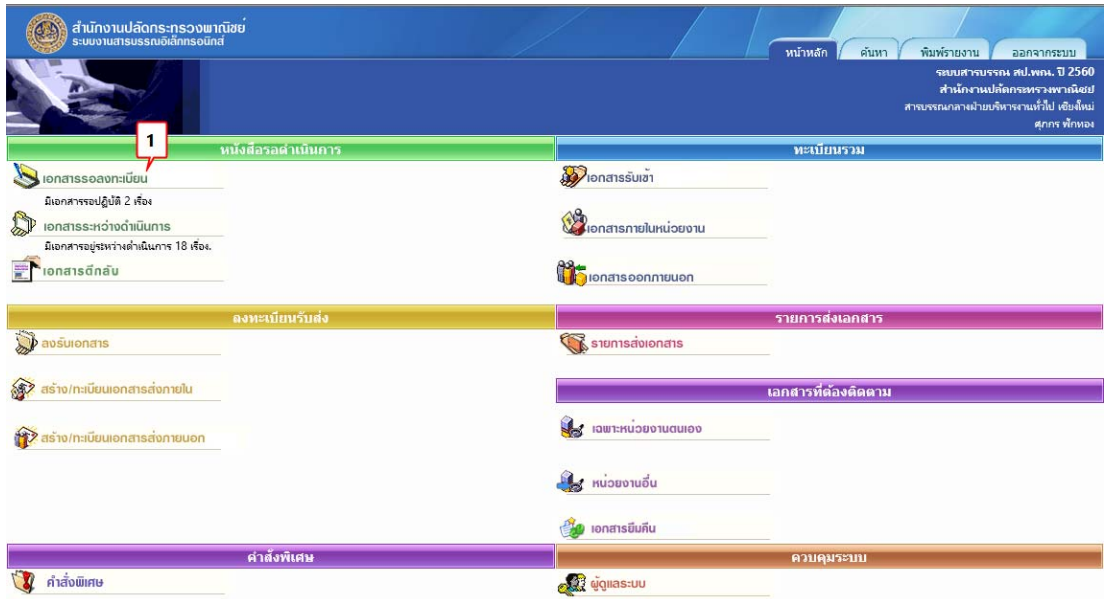 สำนักงานปลัดกระทรวงพาณิชย์
ระบบงานสารบรรณอิเล็กทรอนิกส์
หน้าหลัก ค้นหา พิมพ์รายงาน ออกจากระบบ
ระบบสารบรรณ สป.พณ. ปี 2560
สำนักงานปลัดกระทรวงพาณิชย์
สารบรรณกลางฝ่ายบริหารงานทั่วไป เชียงใหม่
ศุภกร ฟักทอง
1
หนังสือรอดำเนินการ
เอกสารรอลงทะเบียน
มีเอกสารรอปฏิบัติ 2 เรื่อง
เอกสารระหว่างดำเนินการ
มีเอกสารอยู่ระหว่างดำเนินการ 18 เรื่อง.
เอกสารตีกลับ
ทะเบียนรวม
เอกสารรับเข้า
เอกสารภายในหน่วยงาน
เอกสารออกภายนอก
ลงทะเบียนรับส่ง
ลงรับเอกสาร
สร้าง/ทะเบียนเอกสารส่งภายใน
สร้าง/ทะเบียนเอกสารส่งภายนอก
รายการส่งเอกสาร
รายการส่งเอกสาร
เอกสารที่ต้องติดตาม
เฉพาะหน่วยงานตนเอง
หน่วยงานอื่น
เอกสารยืมคืน
คำสั่งพิเศษ
คำสั่งพิเศษ
ควบคุมระบบ
ผู้ดูแลระบบ